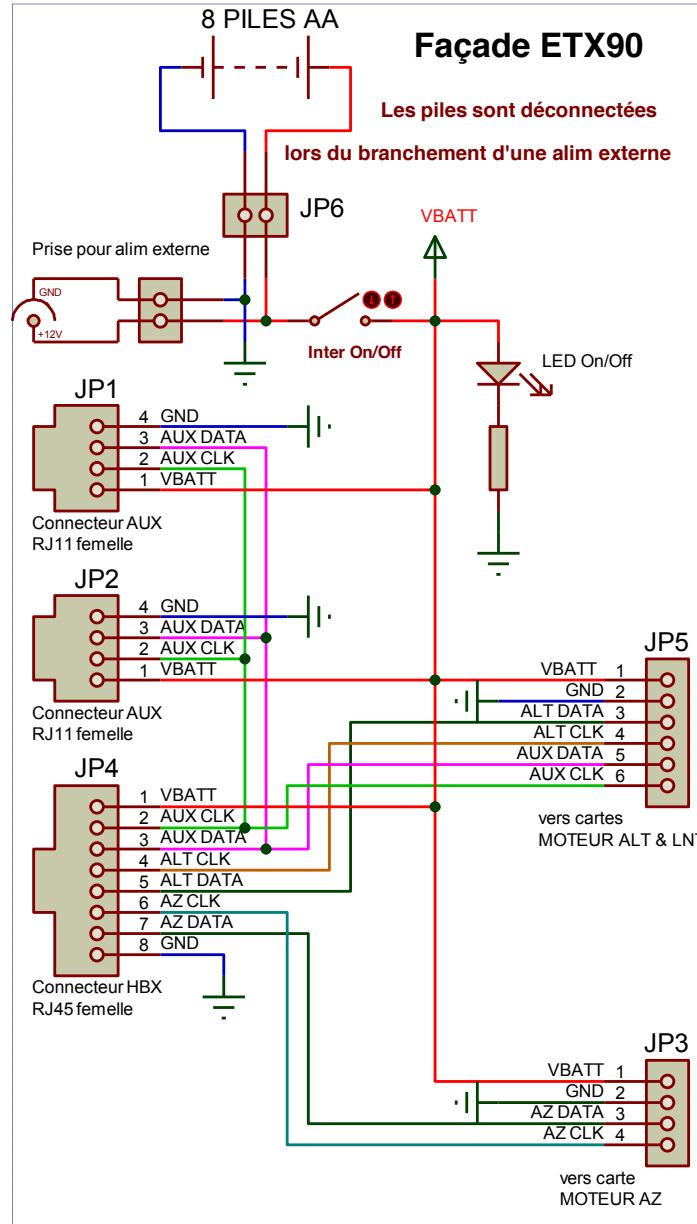 8 PILES AA
Façade ETX90
Les piles sont déconnectées
lors du branchement d'une alim externe
JP6
VBATT
Prise pour alim externe
GND
+12V
Inter On/Off
LED On/Off
JP1
4 GND
3 AUX DATA
2 AUX CLK
1 VBATT
Connecteur AUX
RJ11 femelle
JP2
4 GND
3 AUX DATA
2 AUX CLK
1 VBATT
Connecteur AUX
RJ11 femelle
JP5
VBATT 1
GND 2
ALT DATA 3
ALT CLK 4
AUX DATA 5
AUX CLK 6
vers cartes
MOTEUR ALT & LNT
JP4
1 VBATT
2 AUX CLK
3 AUX DATA
4 ALT CLK
5 ALT DATA
6 AZ CLK
7 AZ DATA
8 GND
Connecteur HBX
RJ45 femelle
JP3
VBATT 1
GND 2
AZ DATA 3
AZ CLK 4
vers carte
MOTEUR AZ